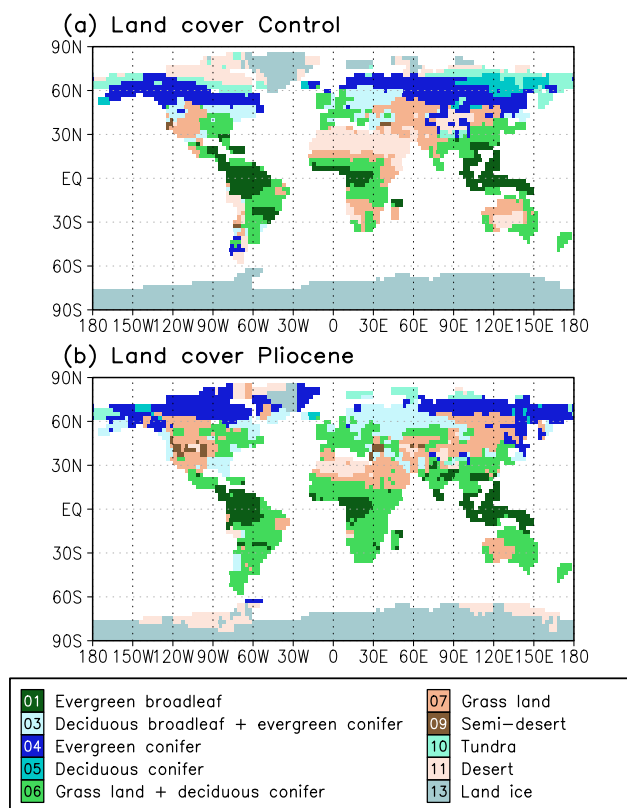 (a) Land cover Control
90N
60N
30N
EQ
30S
60S
90S
180 150W 120W 90W 60W 30W 0 30E 60E 90E 120E 150E 180
(b) Land cover Pliocene
90N
60N
30N
EQ
30S
60S
90S
180 150W 120W 90W 60W 30W 0 30E 60E 90E 120E 150E 180
01 Evergreen broadleaf
03 Deciduous broadleaf + evergreen conifer
04 Evergreen conifer
05 Deciduous conifer
06 Grass land + deciduous conifer
07 Grass land
09 Semi-desert
10 Tundra
11 Desert
13 Land ice